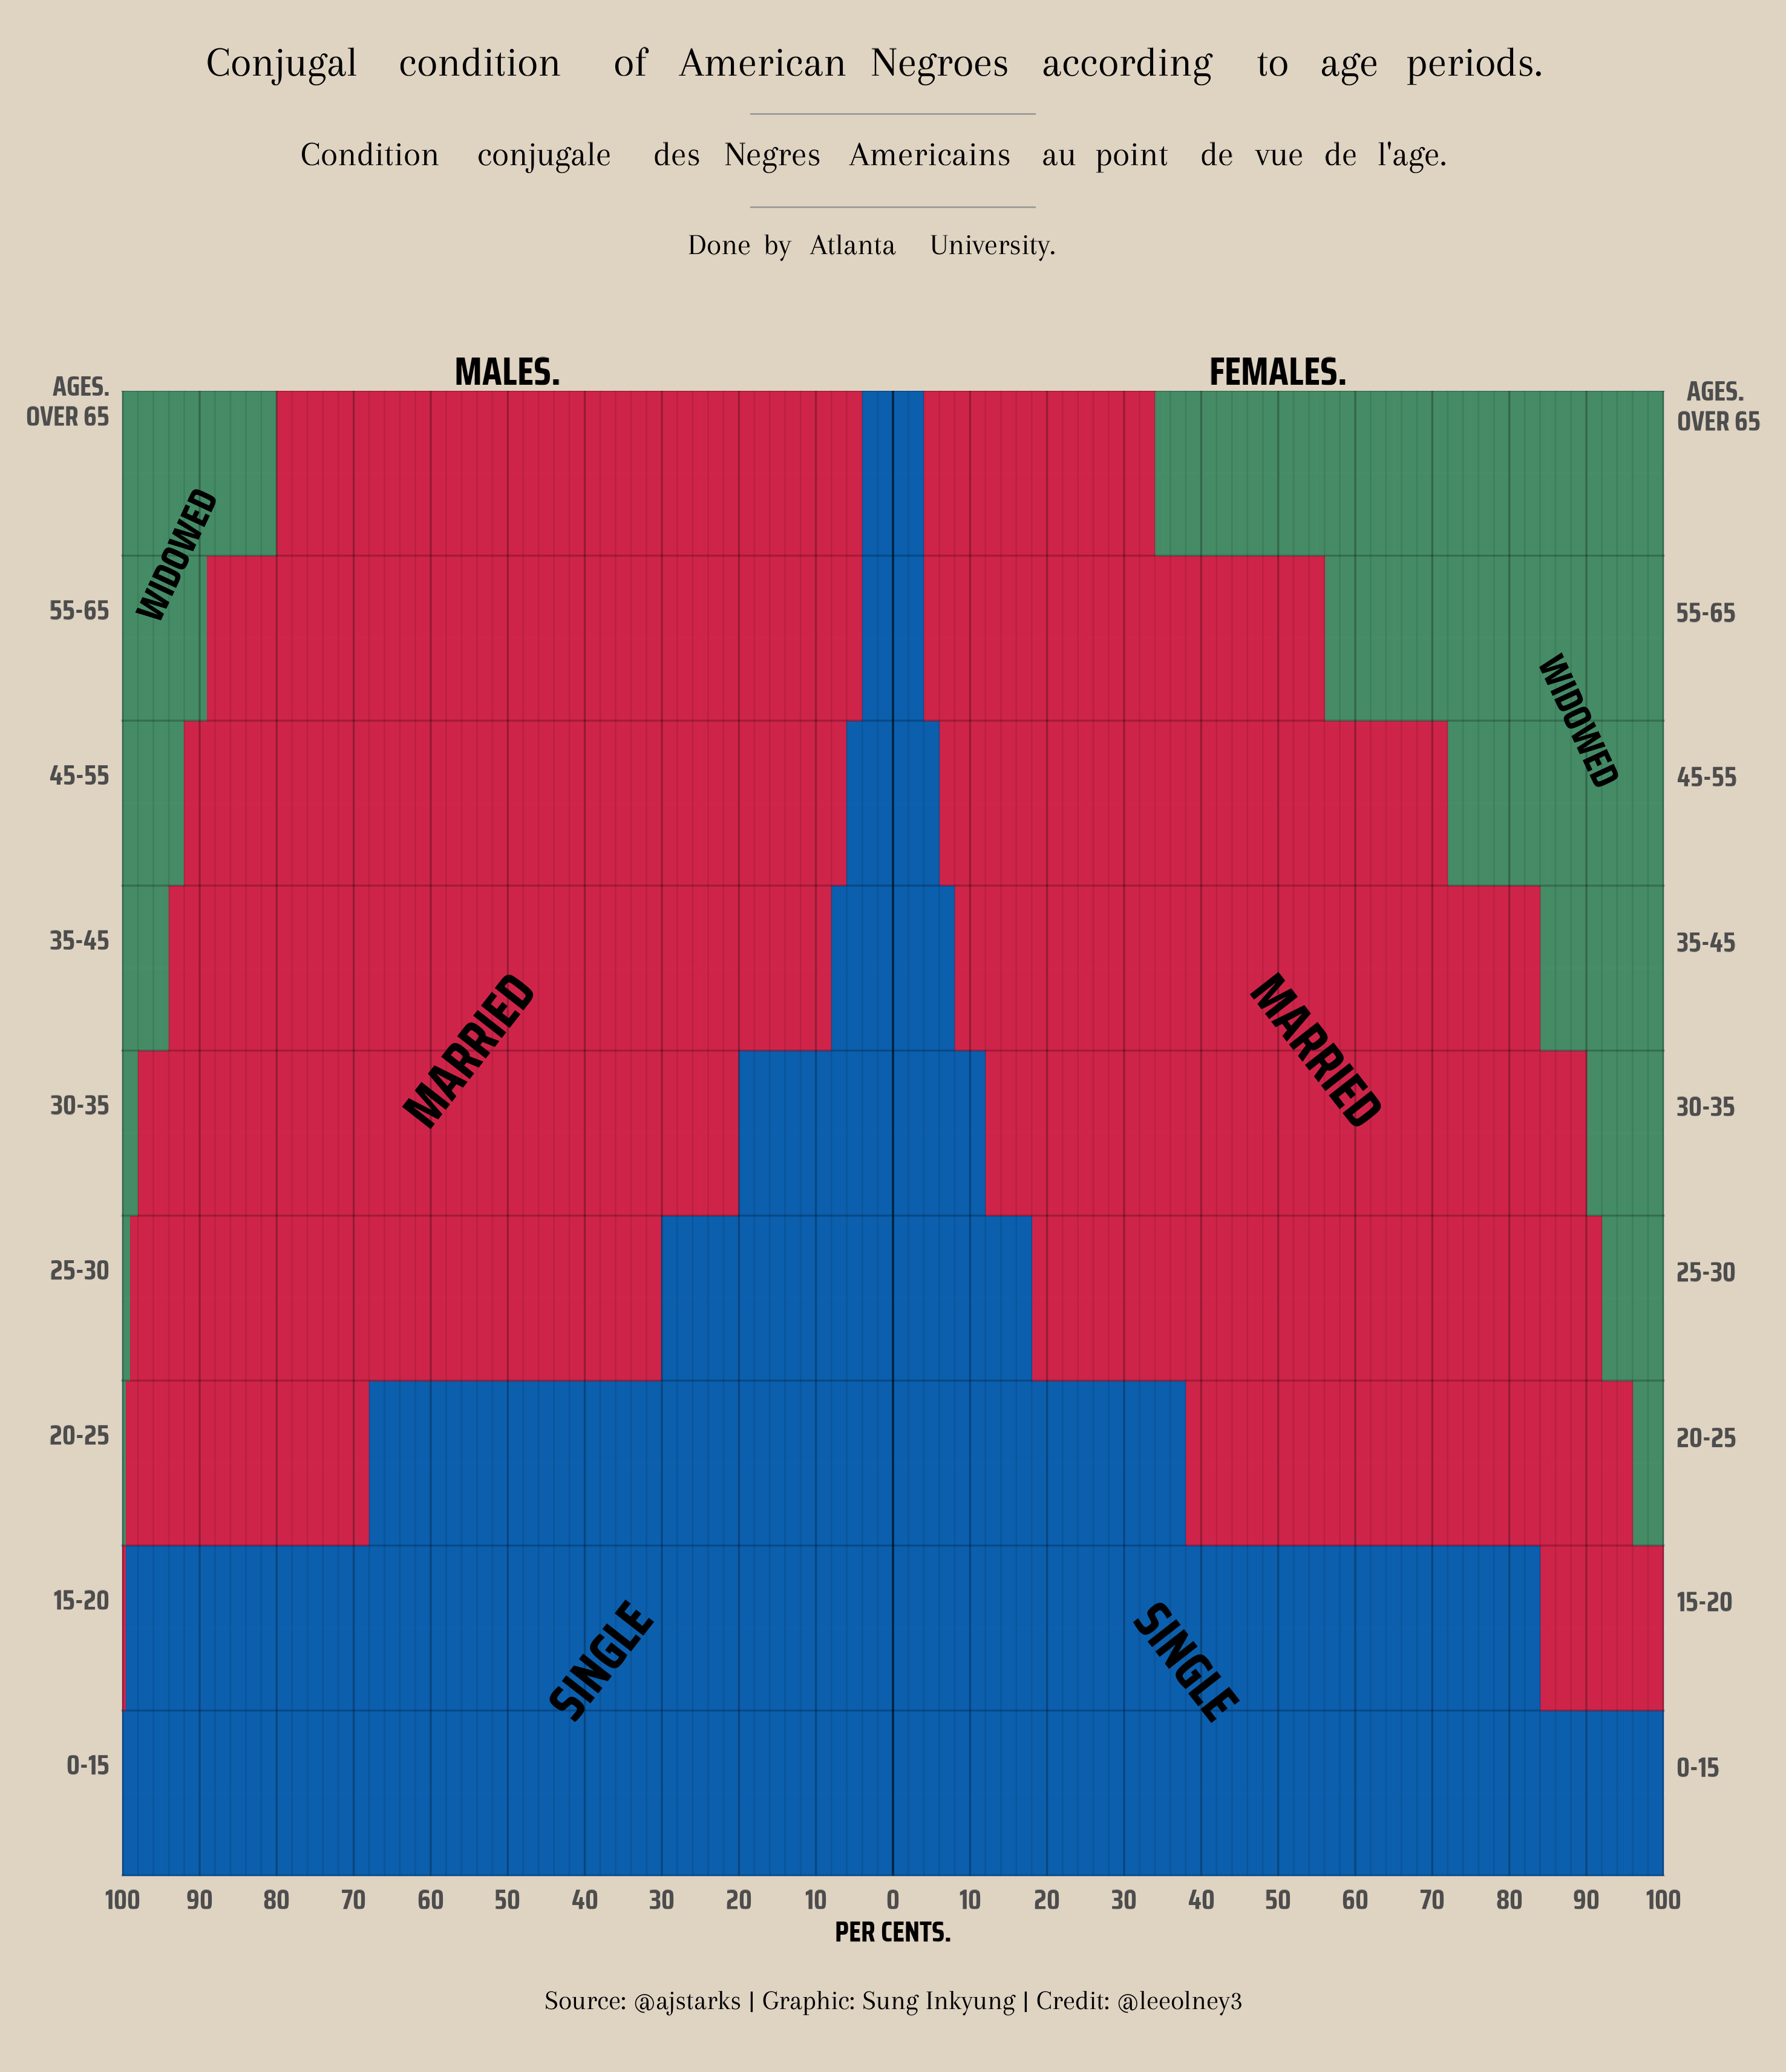 Conjugal condition of American Negroes according to age periods.
Condition conjugale des Negres Americains au point de vue de l'age.
Done by Atlanta University.
MALES.
FEMALES.
AGES.
OVER 65
AGES.
OVER 65
WIDOWED
55-65
55-65
WIDOWED
45-55
45-55
35-45
35-45
MARRIED
MARRIED
30-35
30-35
25-30
25-30
20-25
20-25
15-20
15-20
SINGLE
SINGLE
0-15
0-15
100 90 80 70 60 50 40 30 20 10 0 10 20 30 40 50 60 70 80 90 100
PER CENTS.
Source: @ajstarks | Graphic: Sung Inkyung | Credit: @leeolney3